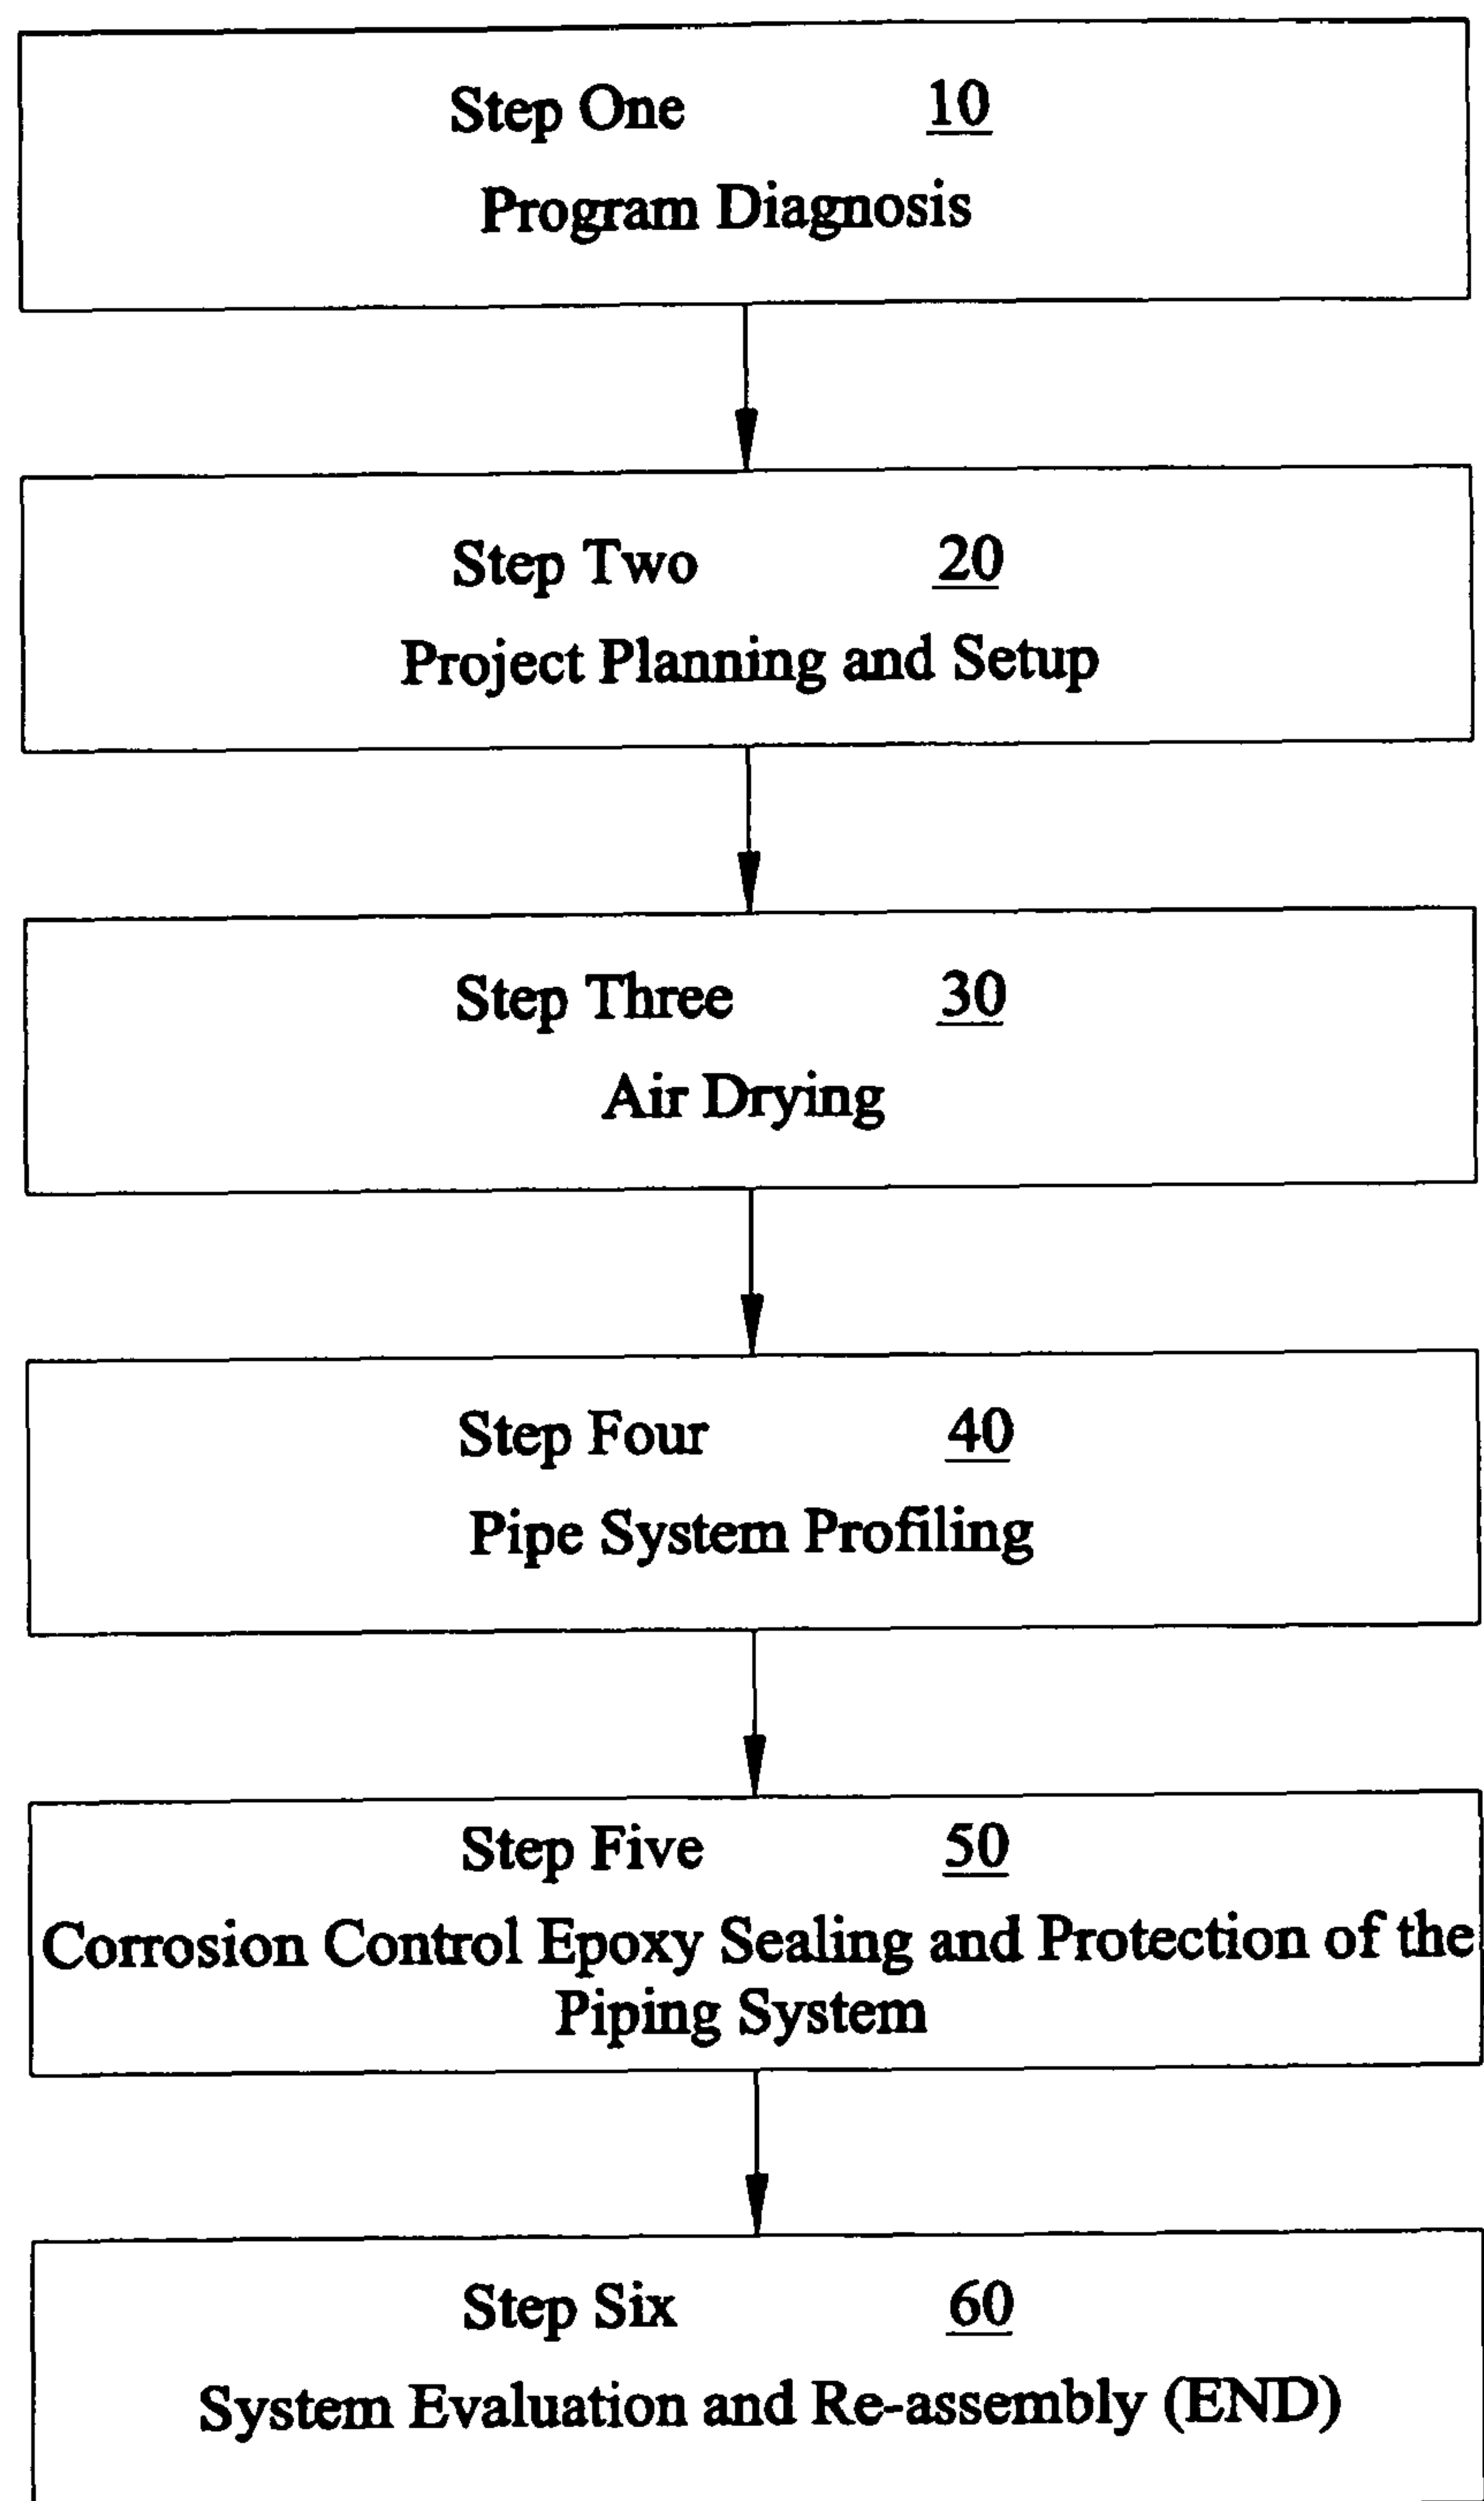 Step One 10
Program Diagnosis
Step Two 20
Project Planning and Setup
Step Three 30
Air Drying
Step Four 40
Pipe System Profiling
Step Five 50
Corrosion Control Epoxy Sealing and Protection of the
Piping System
Step Six 60
System Evaluation and Re-assembly (END)